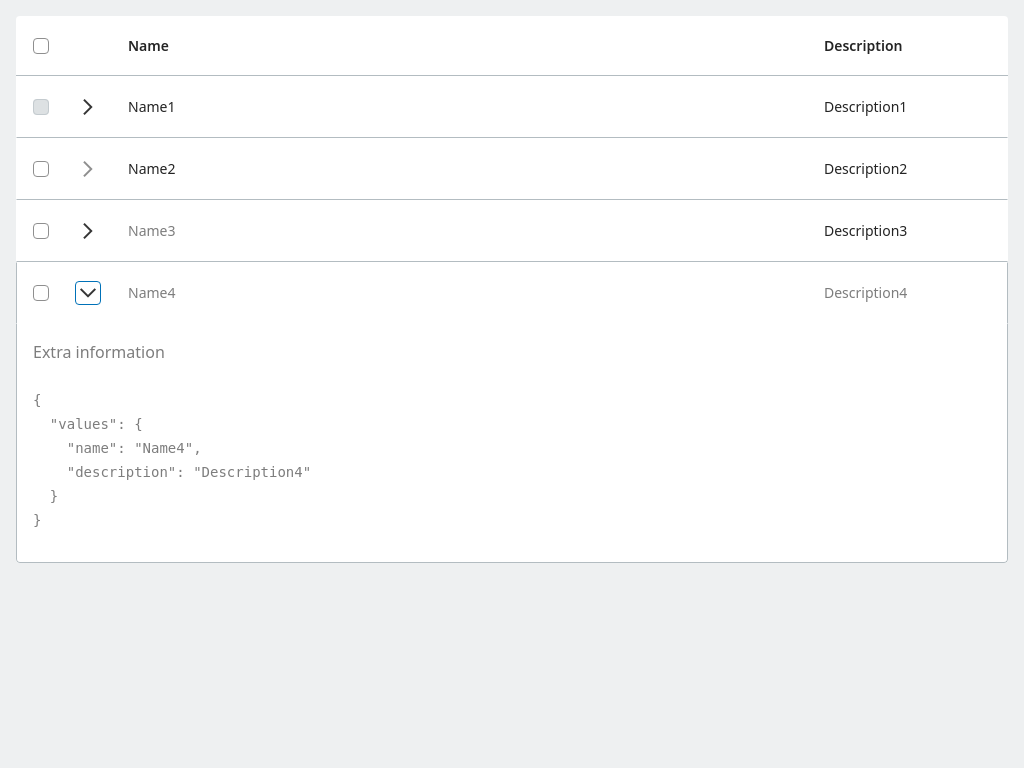 Name Description
Name1 Description1
Name2 Description2
Name3 Description3
Name4 Description4
Extra information
{
  "values": {
    "name": "Name4",
    "description": "Description4"
  }
}